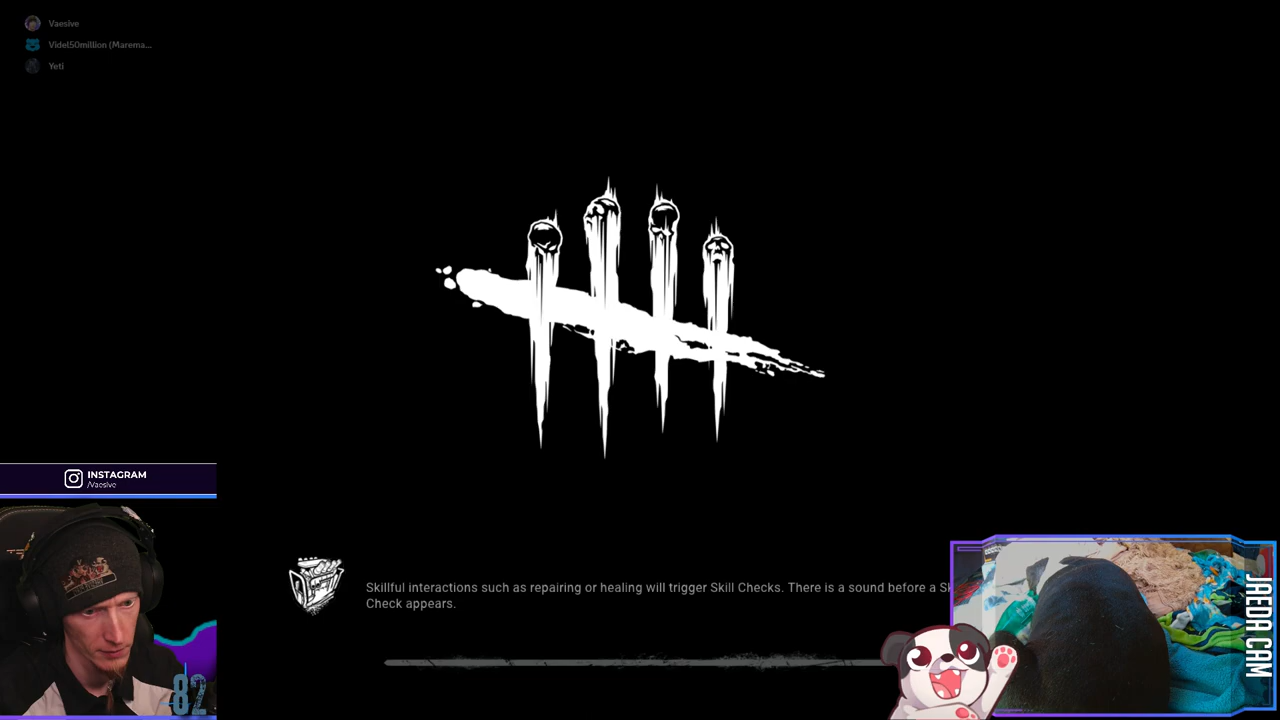 Vaesive
Videl50million (Marema...
Yeti
INSTAGRAM
/Vaesive
Skillful interactions such as repairing or healing will trigger Skill Checks. There is a sound before a
Check appears.
JAEDA CAM
82